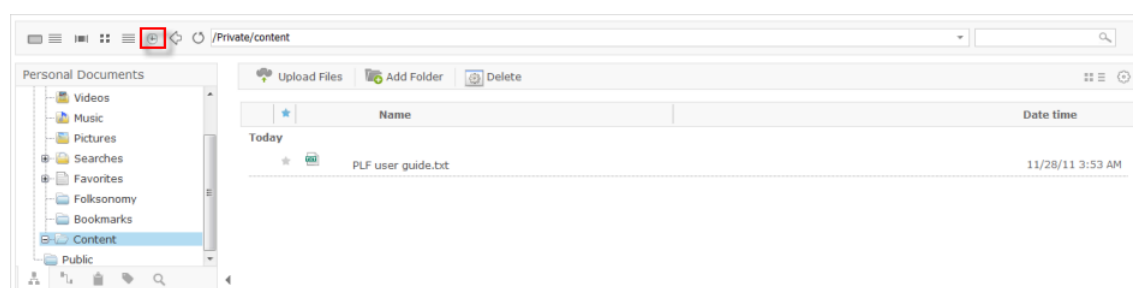 /Private/content
Personal Documents
Upload Files
Add Folder
Delete
Videos
Music
Pictures
Searches
Favorites
Folksonomy
Bookmarks
Content
Public
Name
Date time
Today
PLF user guide.txt
11/28/11 3:53 AM